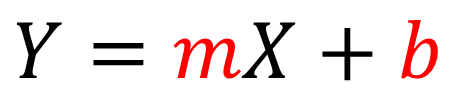 Y = mX + b